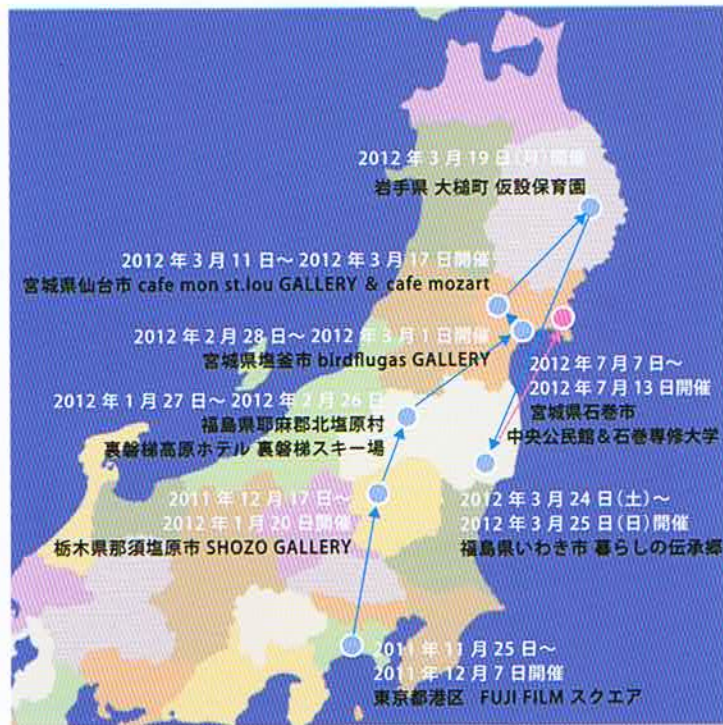 2012 年 3 月 19 日(月)開催
岩手県 大槌町 仮設保育園
2012 年 3 月 11 日～ 2012 年 3 月 17 日開催
宮城県仙台市 cafe mon st.lou GALLERY & cafe mozart
2012 年 2 月 28 日～ 2012 年 3 月 1 日開催
宮城県塩釜市 birdflugas GALLERY
2012 年 7 月 7 日～
2012 年 7 月 13 日開催
宮城県石巻市
中央公民館&石巻専修大学
2012 年 1 月 27 日～ 2012 年 2 月 26 日
福島県耶麻郡北塩原村
裏磐梯高原ホテル 裏磐梯スキー場
2011 年 12 月 17 日～
2012 年 1 月 20 日開催
栃木県那須塩原市 SHOZO GALLERY
2012 年 3 月 24 日(土)～
2012 年 3 月 25 日(日)開催
福島県いわき市 暮らしの伝承郷
2011 年 11 月 25 日～
2011 年 12 月 7 日開催
東京都港区 FUJI FILM スクエア